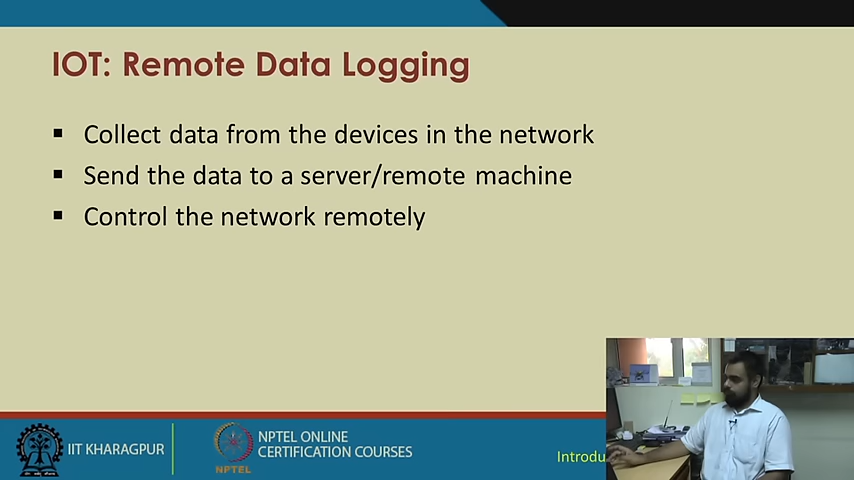 IOT: Remote Data Logging
▪ Collect data from the devices in the network
▪ Send the data to a server/remote machine
▪ Control the network remotely
IIT KHARAGPUR
NPTEL
NPTEL ONLINE
CERTIFICATION COURSES
Introdu